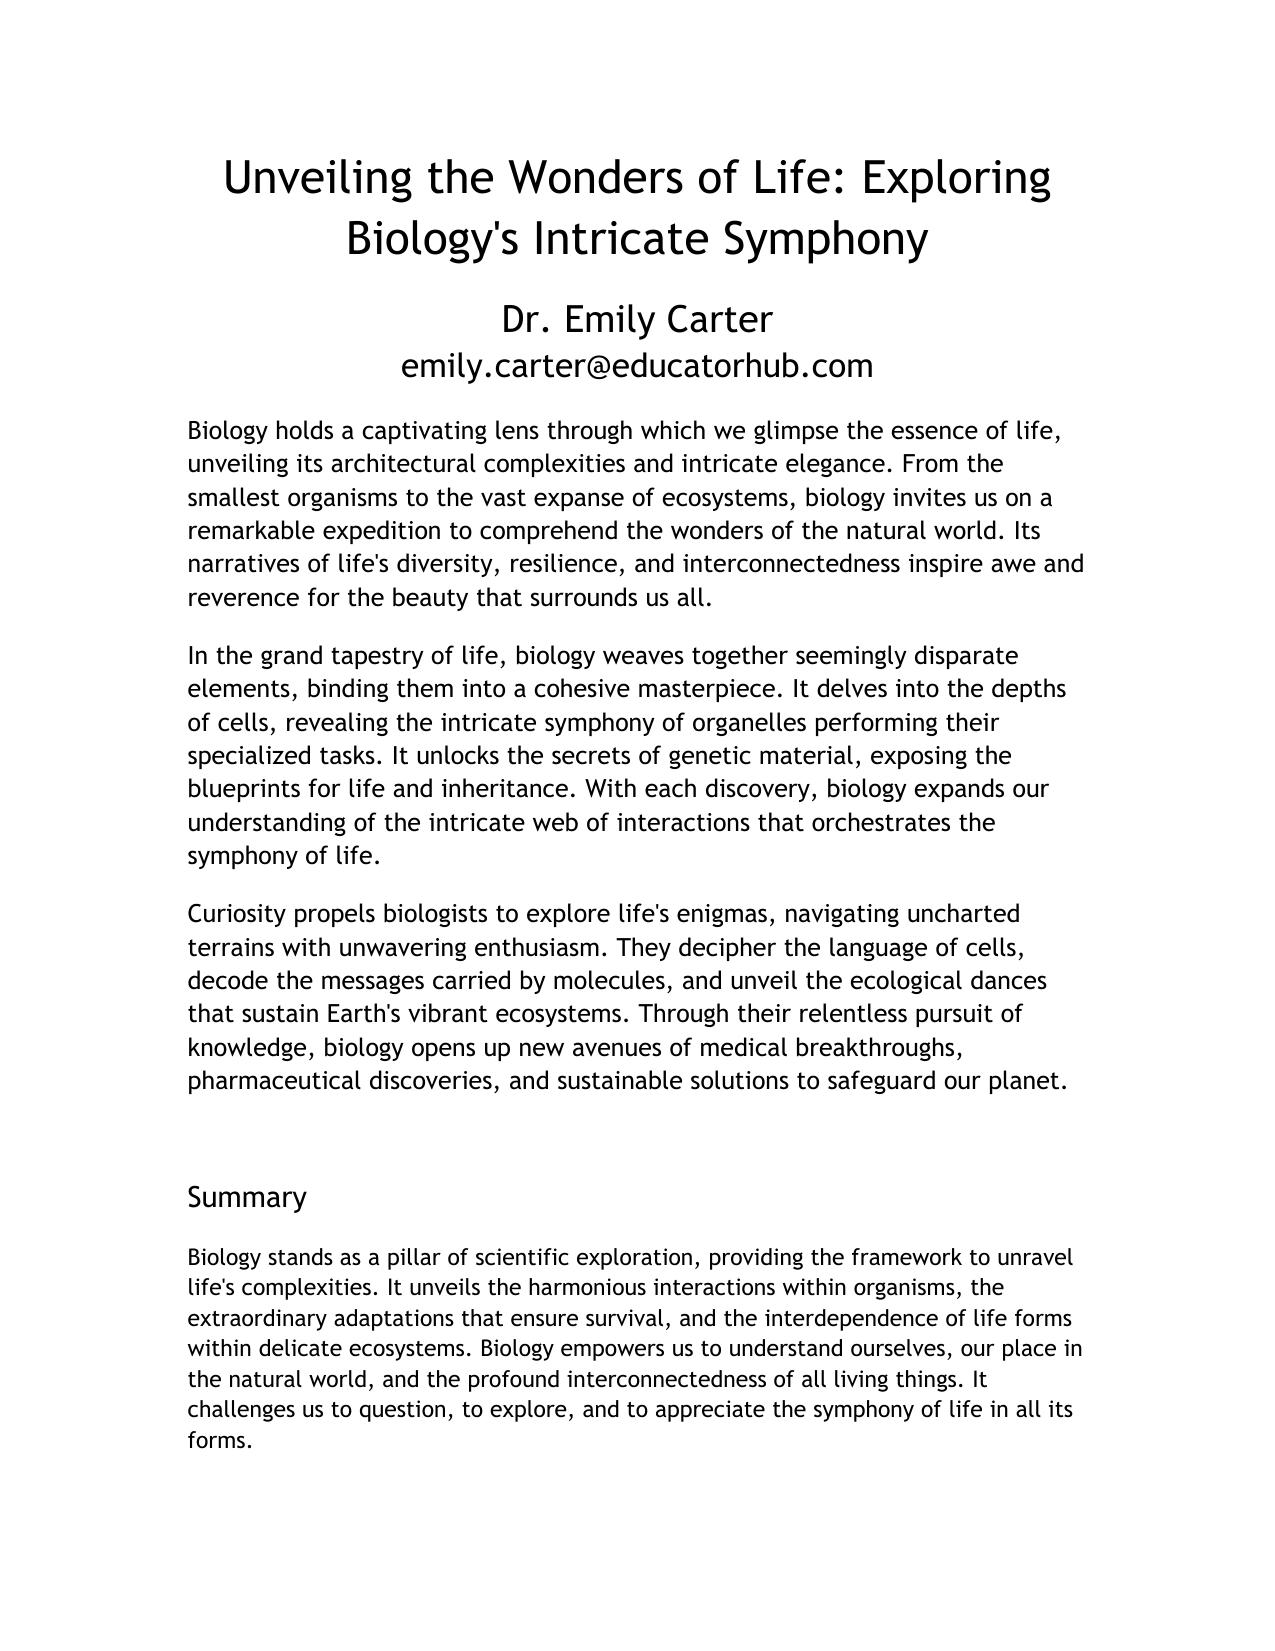 Unveiling the Wonders of Life: Exploring
Biology's Intricate Symphony
Dr. Emily Carter
emily.carter@educatorhub.com
Biology holds a captivating lens through which we glimpse the essence of life,
unveiling its architectural complexities and intricate elegance. From the
smallest organisms to the vast expanse of ecosystems, biology invites us on a
remarkable expedition to comprehend the wonders of the natural world. Its
narratives of life's diversity, resilience, and interconnectedness inspire awe and
reverence for the beauty that surrounds us all.
In the grand tapestry of life, biology weaves together seemingly disparate
elements, binding them into a cohesive masterpiece. It delves into the depths
of cells, revealing the intricate symphony of organelles performing their
specialized tasks. It unlocks the secrets of genetic material, exposing the
blueprints for life and inheritance. With each discovery, biology expands our
understanding of the intricate web of interactions that orchestrates the
symphony of life.
Curiosity propels biologists to explore life's enigmas, navigating uncharted
terrains with unwavering enthusiasm. They decipher the language of cells,
decode the messages carried by molecules, and unveil the ecological dances
that sustain Earth's vibrant ecosystems. Through their relentless pursuit of
knowledge, biology opens up new avenues of medical breakthroughs,
pharmaceutical discoveries, and sustainable solutions to safeguard our planet.
Summary
Biology stands as a pillar of scientific exploration, providing the framework to unravel
life's complexities. It unveils the harmonious interactions within organisms, the
extraordinary adaptations that ensure survival, and the interdependence of life forms
within delicate ecosystems. Biology empowers us to understand ourselves, our place in
the natural world, and the profound interconnectedness of all living things. It
challenges us to question, to explore, and to appreciate the symphony of life in all its
forms.